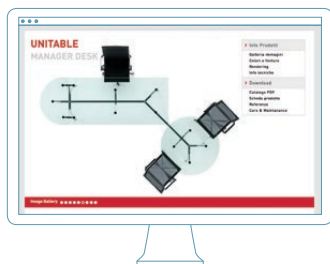 UNITABLE
MANAGER DESK
Info Prodotti
Galleria immagini
Colori e finiture
Rendering
Info tecniche
Download
Catalogo PDF
Scheda prodotto
Referenze
Care & Maintenance
Image Gallery